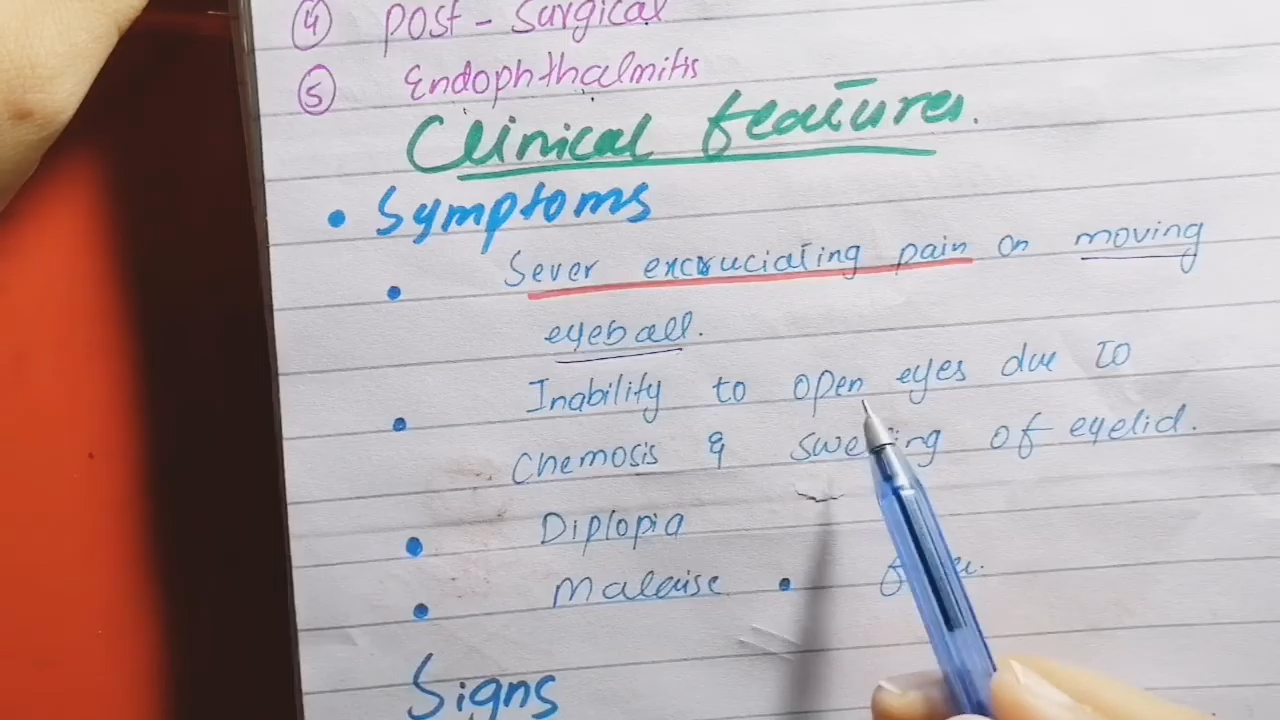 ④ Post - Surgical
⑤ Endophthalmitis
Clinical features.
• Symptoms
• Sever excruciating pain on moving
eyeball.
• Inability to open eyes due to
Chemosis & swelling of eyelid.
• Diplopia
• Malaise •
Signs